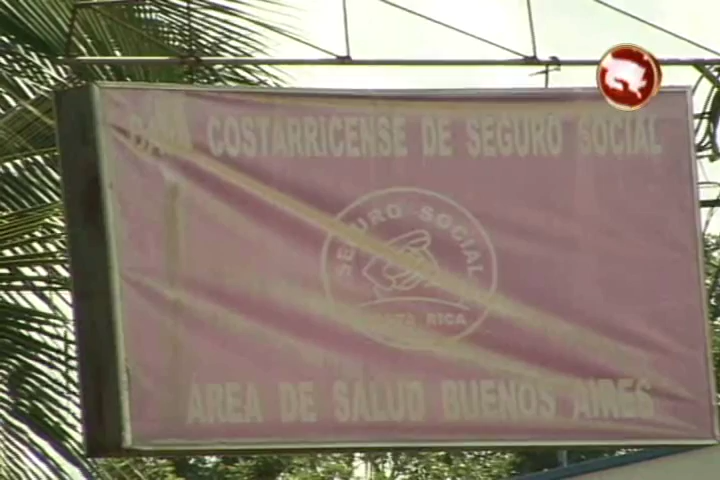 CAJA COSTARRICENSE DE SEGURO SOCIAL
SEGURO SOCIAL
COSTA RICA
AREA DE SALUD BUENOS AIRES